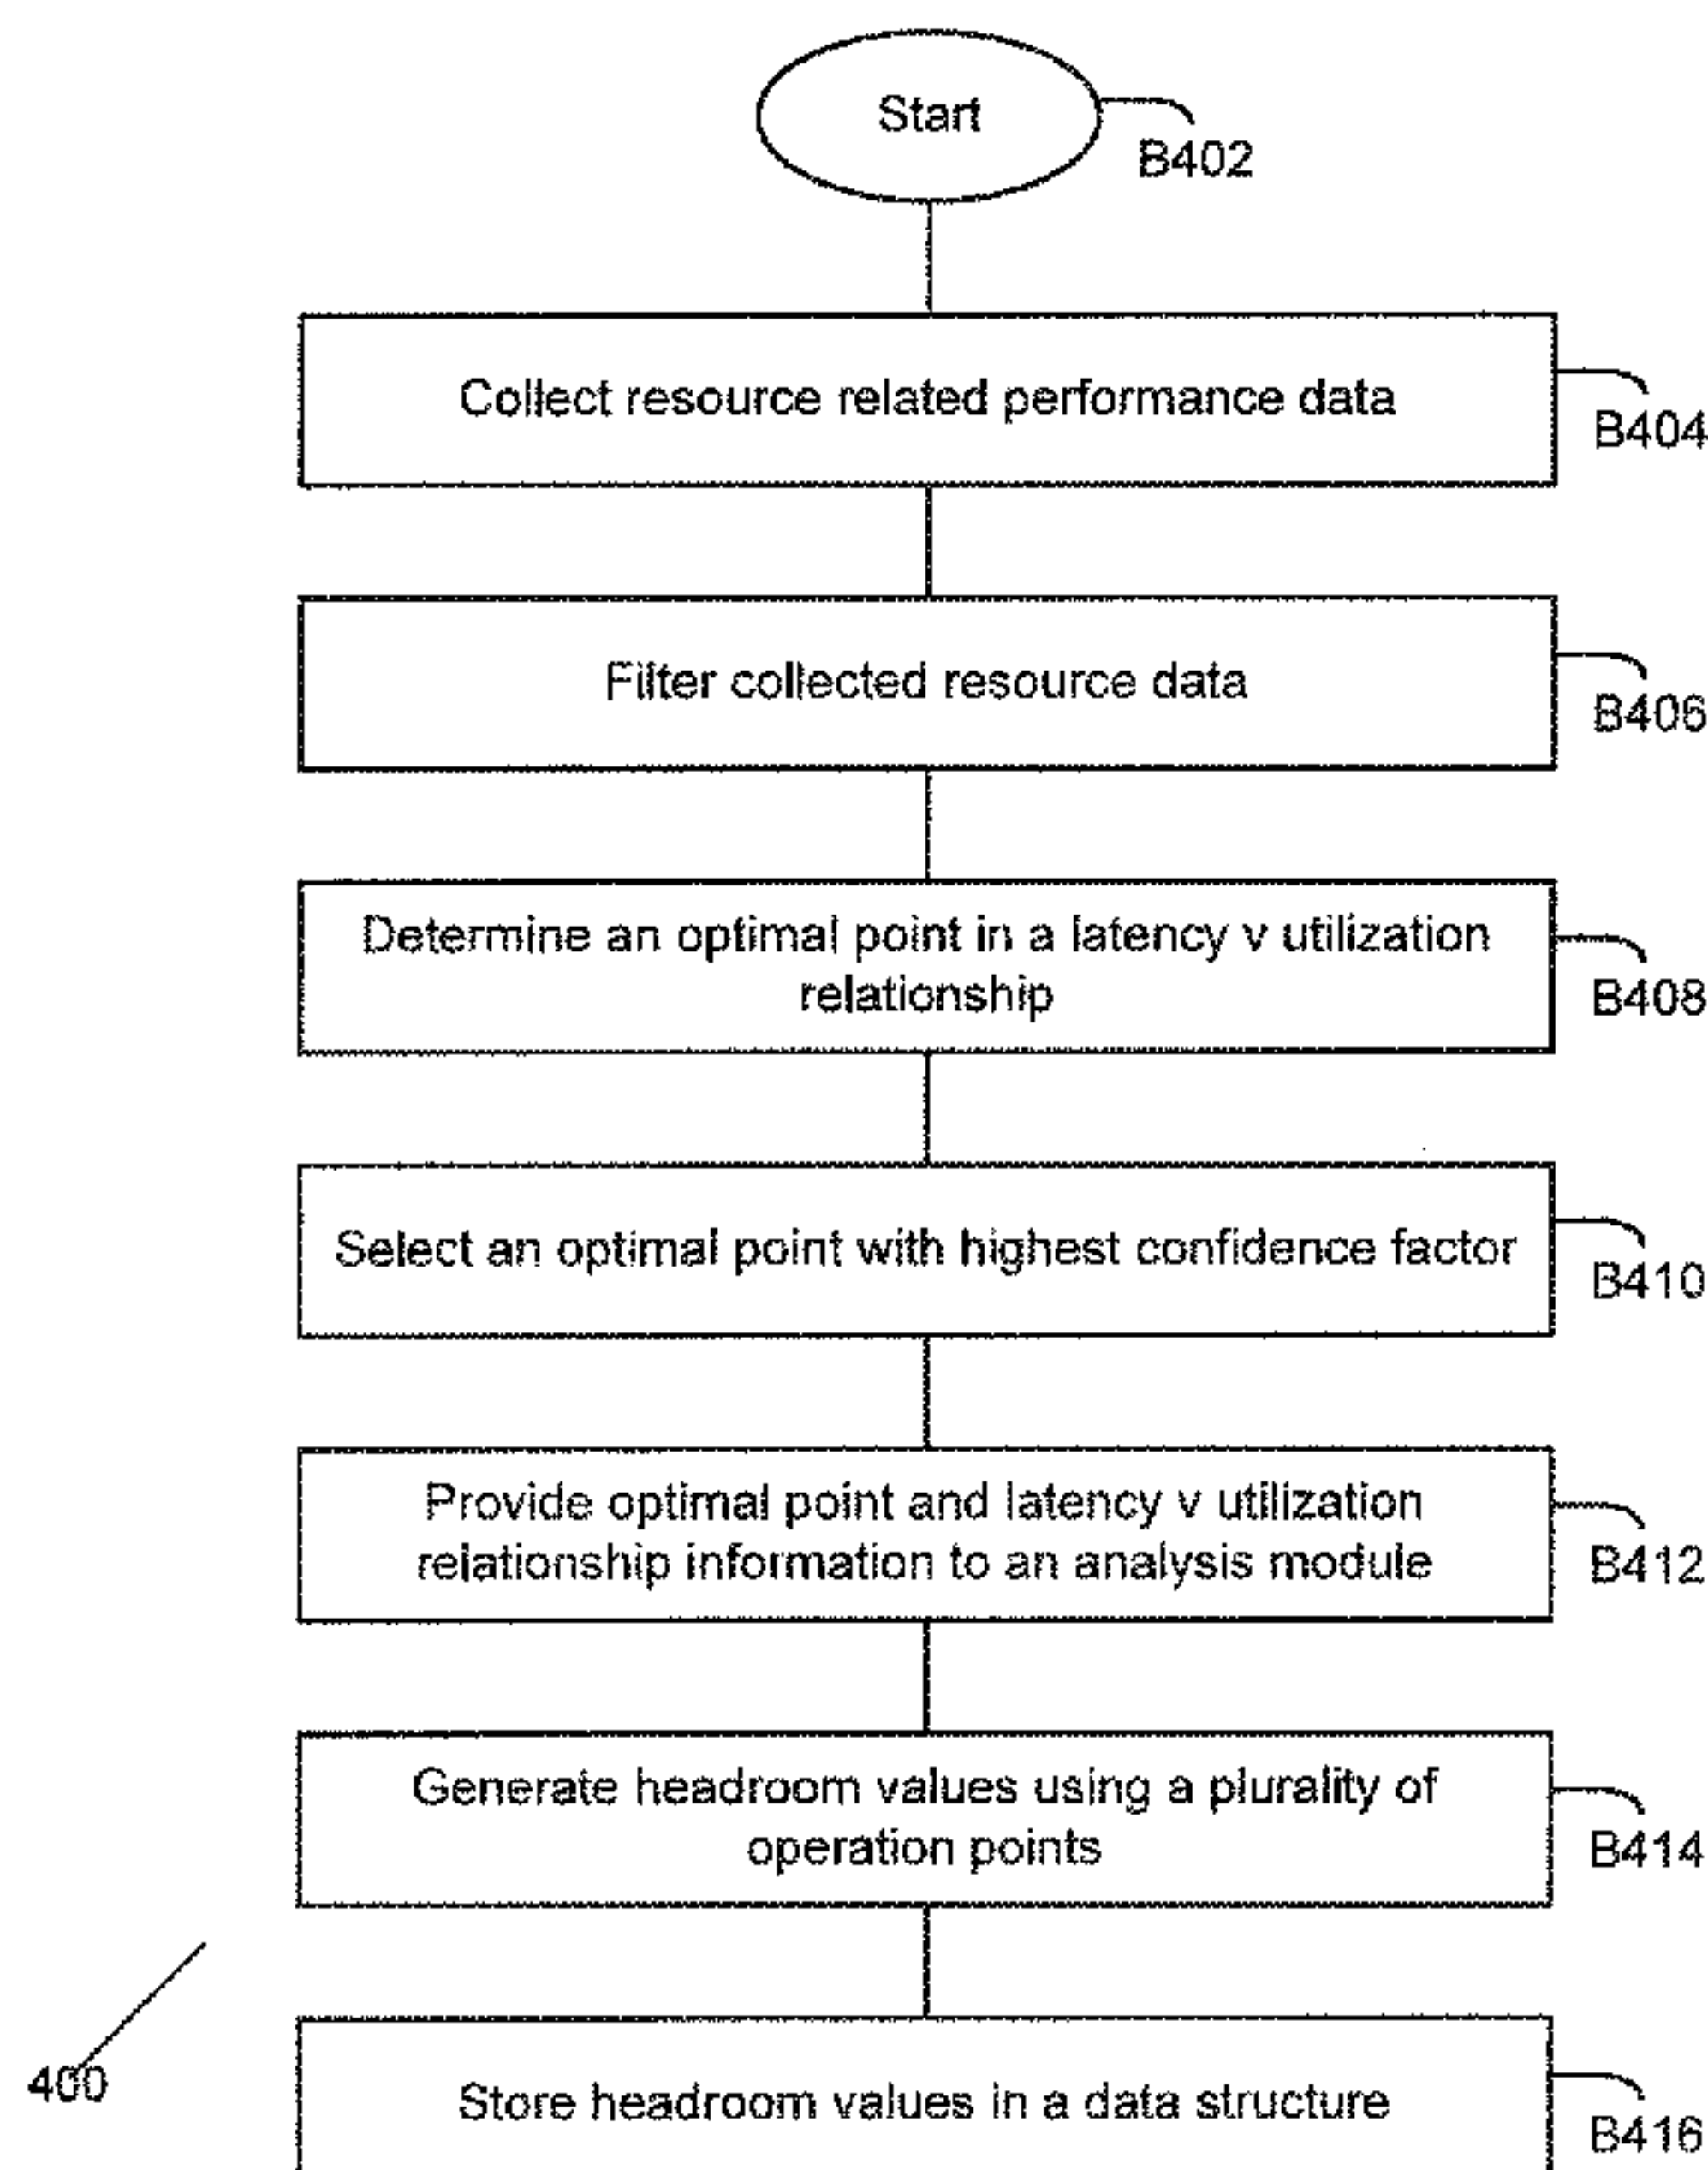 Start
B402
Collect resource related performance data
B404
Filter collected resource data
B406
Determine an optimal point in a latency v utilization
relationship
B408
Select an optimal point with highest confidence factor
B410
Provide optimal point and latency v utilization
relationship information to an analysis module
B412
Generate headroom values using a plurality of
operation points
B414
400
Store headroom values in a data structure
B416